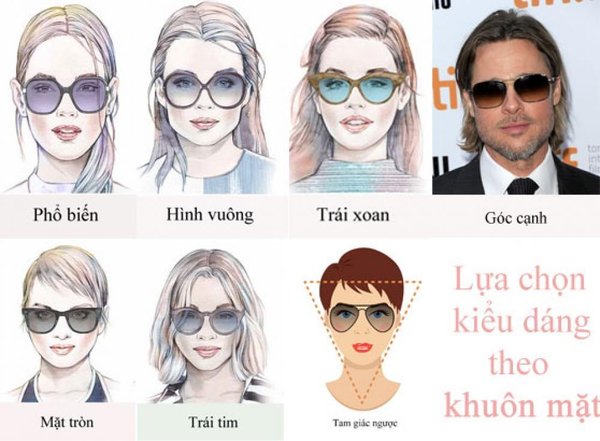 Phổ biến
Hình vuông
Trái xoan
Góc cạnh
Mặt tròn
Trái tim
Tam giác ngược
Lựa chọn
kiểu dáng
theo
khuôn mặt